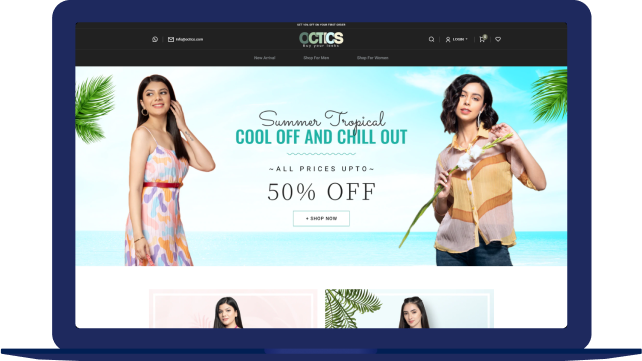 GET 10% OFF ON YOUR FIRST ORDER
info@octics.com
OCTICS
Buy your looks
LOGIN
0
New Arrival
Shop For Men
Shop For Women
Summer Tropical
COOL OFF AND CHILL OUT
~ALL PRICES UPTO~
50% OFF
+ SHOP NOW